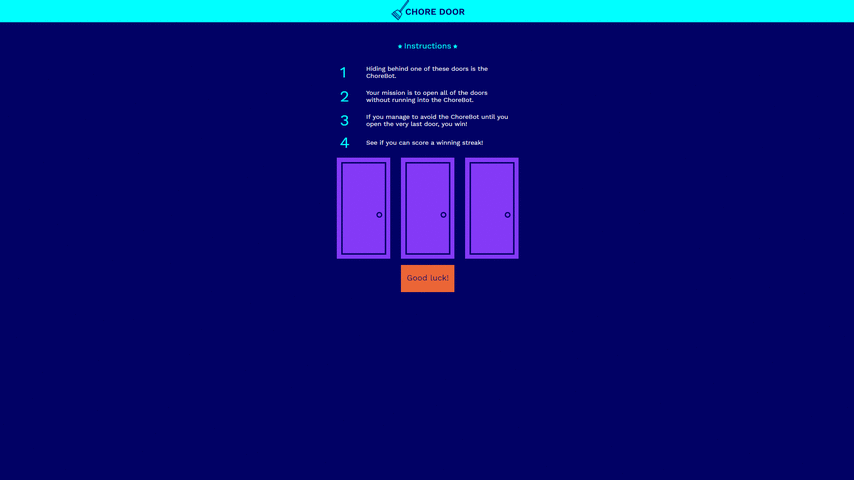 CHORE DOOR
★ Instructions ★
1
Hiding behind one of these doors is the
ChoreBot.
2
Your mission is to open all of the doors
without running into the ChoreBot.
3
If you manage to avoid the ChoreBot until you
open the very last door, you win!
4
See if you can score a winning streak!
Good luck!